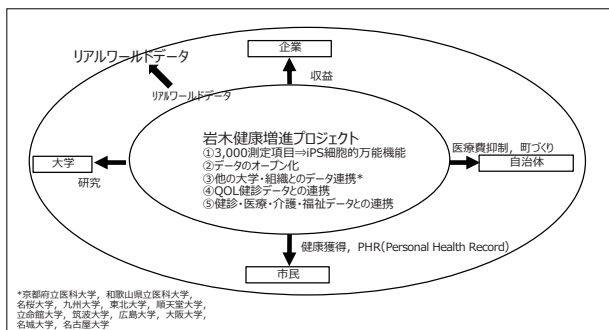 企業
リアルワールドデータ
収益
リアルワールドデータ
岩木健康増進プロジェクト
①3,000測定項目⇒iPS細胞的万能機能
②データのオープン化
③他の大学・組織とのデータ連携*
④QOL健診データとの連携
⑤健診・医療・介護・福祉データとの連携
大学
研究
医療費抑制，町づくり
自治体
健康獲得，PHR(Personal Health Record)
市民
*京都府立医科大学，和歌山県立医科大学，
名桜大学，九州大学，東北大学，順天堂大学，
立命館大学，筑波大学，広島大学，大阪大学，
名城大学，名古屋大学